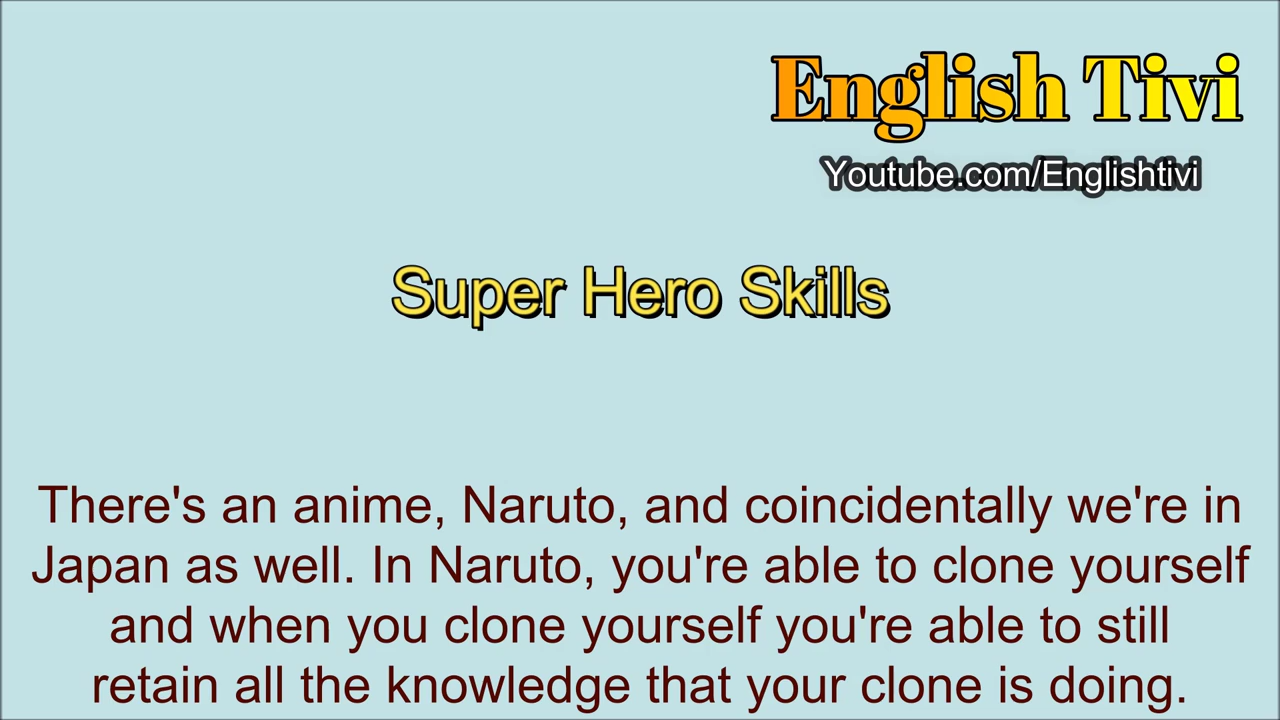 English Tivi
Youtube.com/Englishtivi
Super Hero Skills
There's an anime, Naruto, and coincidentally we're in
Japan as well. In Naruto, you're able to clone yourself
and when you clone yourself you're able to still
retain all the knowledge that your clone is doing.